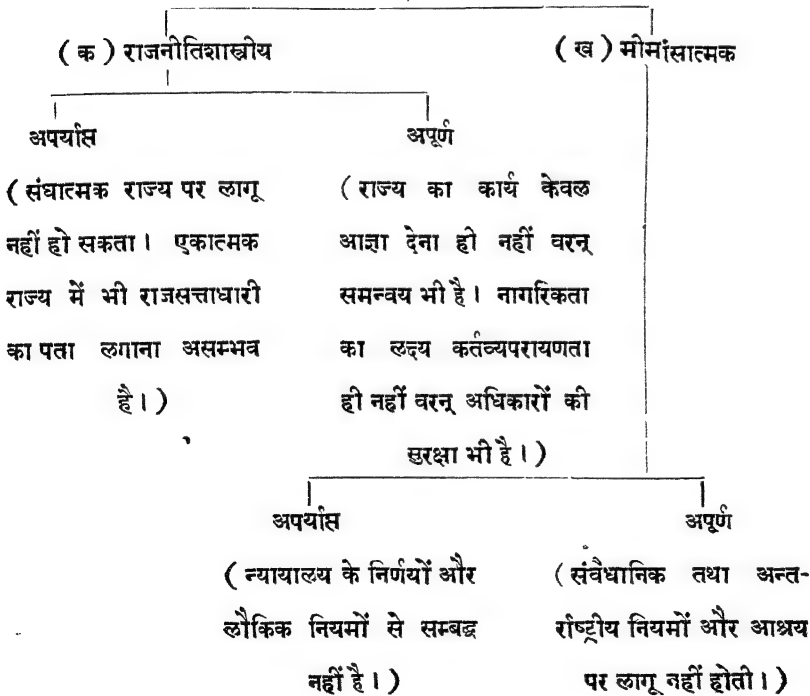 ( क ) राजनीतिशास्त्रीय
( ख ) मीमांसात्मक
अपर्याप्त
(संघात्मक राज्य पर लागू
नहीं हो सकता। एकात्मक
राज्य में भी राजसत्ताधारी
का पता लगाना असम्भव
है।)
अपूर्ण
(राज्य का कार्य केवल
आज्ञा देना ही नहीं वरन्
समन्वय भी है। नागरिकता
का लक्ष्य कर्तव्यपरायणता
ही नहीं वरन् अधिकारों की
सुरक्षा भी है।)
अपर्याप्त
(न्यायालय के निर्णयों और
लौकिक नियमों से सम्बद्ध
नहीं है।)
अपूर्ण
(संवैधानिक तथा अन्त-
र्राष्ट्रीय नियमों और आश्रय
पर लागू नहीं होती।)